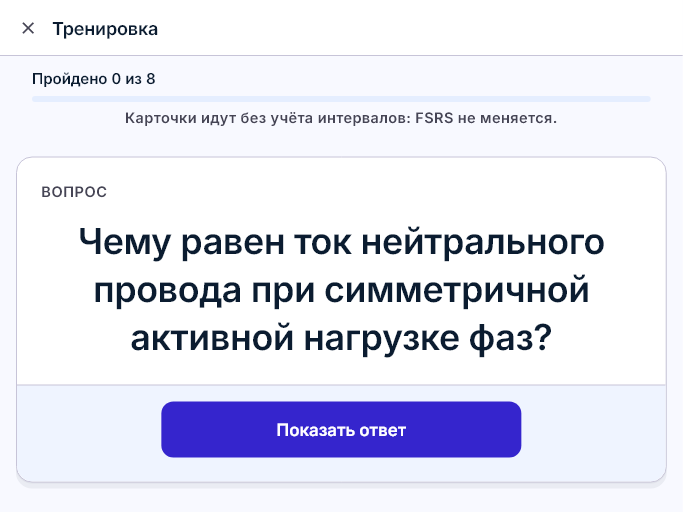 Тренировка
Пройдено 0 из 8
Карточки идут без учёта интервалов: FSRS не меняется.
ВОПРОС
Чему равен ток нейтрального
провода при симметричной
активной нагрузке фаз?
Показать ответ